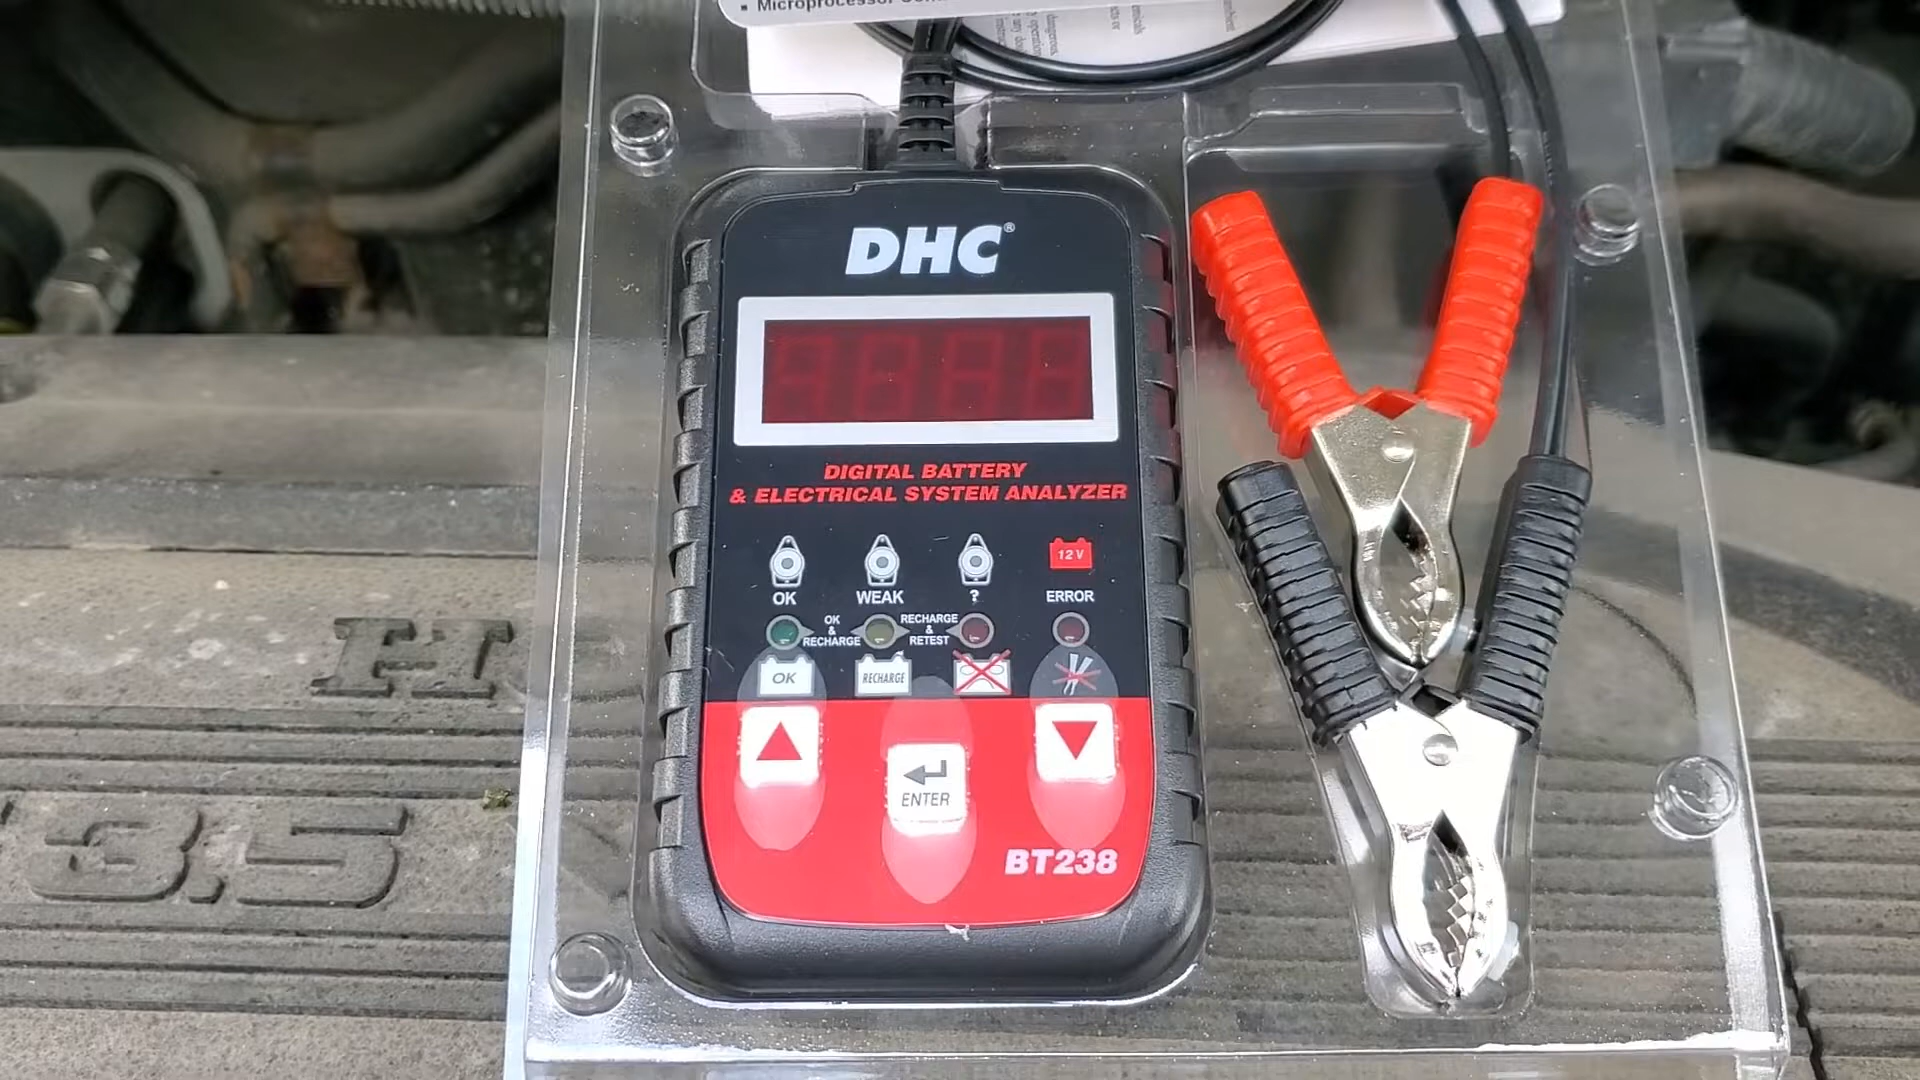 ▪ Microprocessor
DHC®
DIGITAL BATTERY
& ELECTRICAL SYSTEM ANALYZER
12 V
OK WEAK ? ERROR
OK
&
RECHARGE
RECHARGE
&
RETEST
OK RECHARGE
ENTER
BT238
3.5